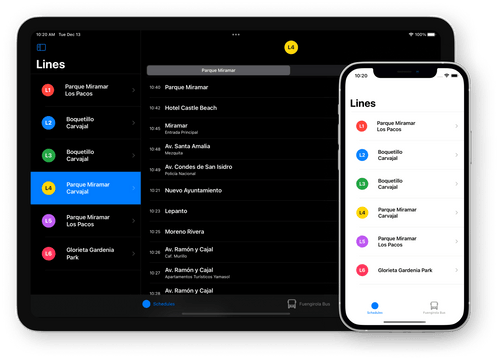 10:20 AM Tue Dec 13
100%
Lines
L1
Parque Miramar
Los Pacos
L2
Boquetillo
Carvajal
L3
Boquetillo
Carvajal
L4
Parque Miramar
Carvajal
L5
Parque Miramar
Los Pacos
L6
Glorieta Gardenia
Park
L4
Parque Miramar
10:40 Parque Miramar
10:42 Hotel Castle Beach
10:45 Miramar
Entrada Principal
10:48 Av. Santa Amalia
Mezquita
10:49 Av. Condes de San Isidro
Policía Nacional
10:21 Nuevo Ayuntamiento
10:23 Lepanto
10:25 Moreno Rivera
10:26 Av. Ramón y Cajal
Caf. Murillo
10:27 Av. Ramón y Cajal
Apartamentos Turísticos Yamasol
10:28 Av. Ramón y Cajal
Schedules
Fuengirola Bus
10:20
Lines
L1
Parque Miramar
Los Pacos
L2
Boquetillo
Carvajal
L3
Boquetillo
Carvajal
L4
Parque Miramar
Carvajal
L5
Parque Miramar
Los Pacos
L6
Glorieta Gardenia Park
Schedules
Fuengirola Bus